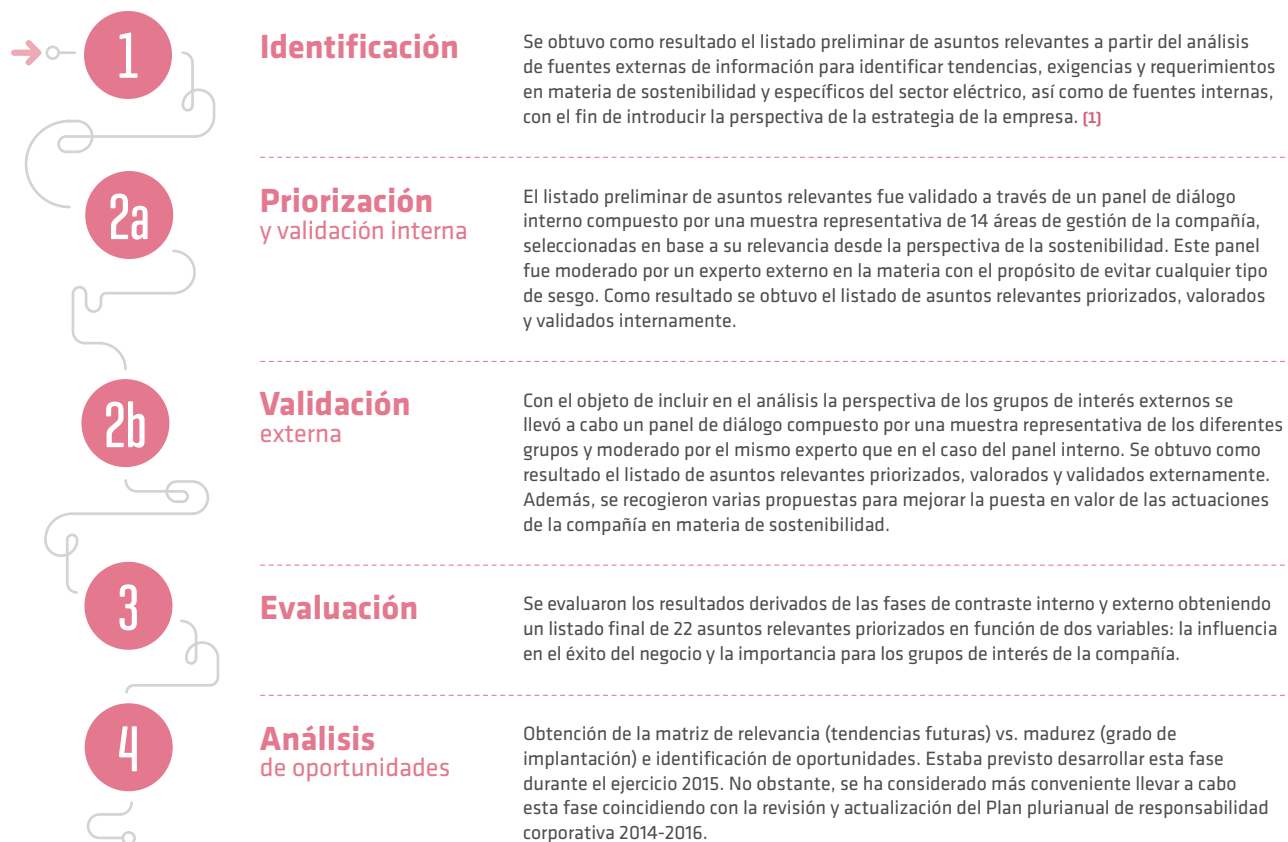 1
Identificación
Se obtuvo como resultado el listado preliminar de asuntos relevantes a partir del análisis
de fuentes externas de información para identificar tendencias, exigencias y requerimientos
en materia de sostenibilidad y específicos del sector eléctrico, así como de fuentes internas,
con el fin de introducir la perspectiva de la estrategia de la empresa. (1)
2a
Priorización
y validación interna
El listado preliminar de asuntos relevantes fue validado a través de un panel de diálogo
interno compuesto por una muestra representativa de 14 áreas de gestión de la compañía,
seleccionadas en base a su relevancia desde la perspectiva de la sostenibilidad. Este panel
fue moderado por un experto externo en la materia con el propósito de evitar cualquier tipo
de sesgo. Como resultado se obtuvo el listado de asuntos relevantes priorizados, valorados
y validados internamente.
2b
Validación
externa
Con el objeto de incluir en el análisis la perspectiva de los grupos de interés externos se
llevó a cabo un panel de diálogo compuesto por una muestra representativa de los diferentes
grupos y moderado por el mismo experto que en el caso del panel interno. Se obtuvo como
resultado el listado de asuntos relevantes priorizados, valorados y validados externamente.
Además, se recogieron varias propuestas para mejorar la puesta en valor de las actuaciones
de la compañía en materia de sostenibilidad.
3
Evaluación
Se evaluaron los resultados derivados de las fases de contraste interno y externo obteniendo
un listado final de 22 asuntos relevantes priorizados en función de dos variables: la influencia
en el éxito del negocio y la importancia para los grupos de interés de la compañía.
4
Análisis
de oportunidades
Obtención de la matriz de relevancia (tendencias futuras) vs. madurez (grado de
implantación) e identificación de oportunidades. Estaba previsto desarrollar esta fase
durante el ejercicio 2015. No obstante, se ha considerado más conveniente llevar a cabo
esta fase coincidiendo con la revisión y actualización del Plan plurianual de responsabilidad
corporativa 2014-2016.